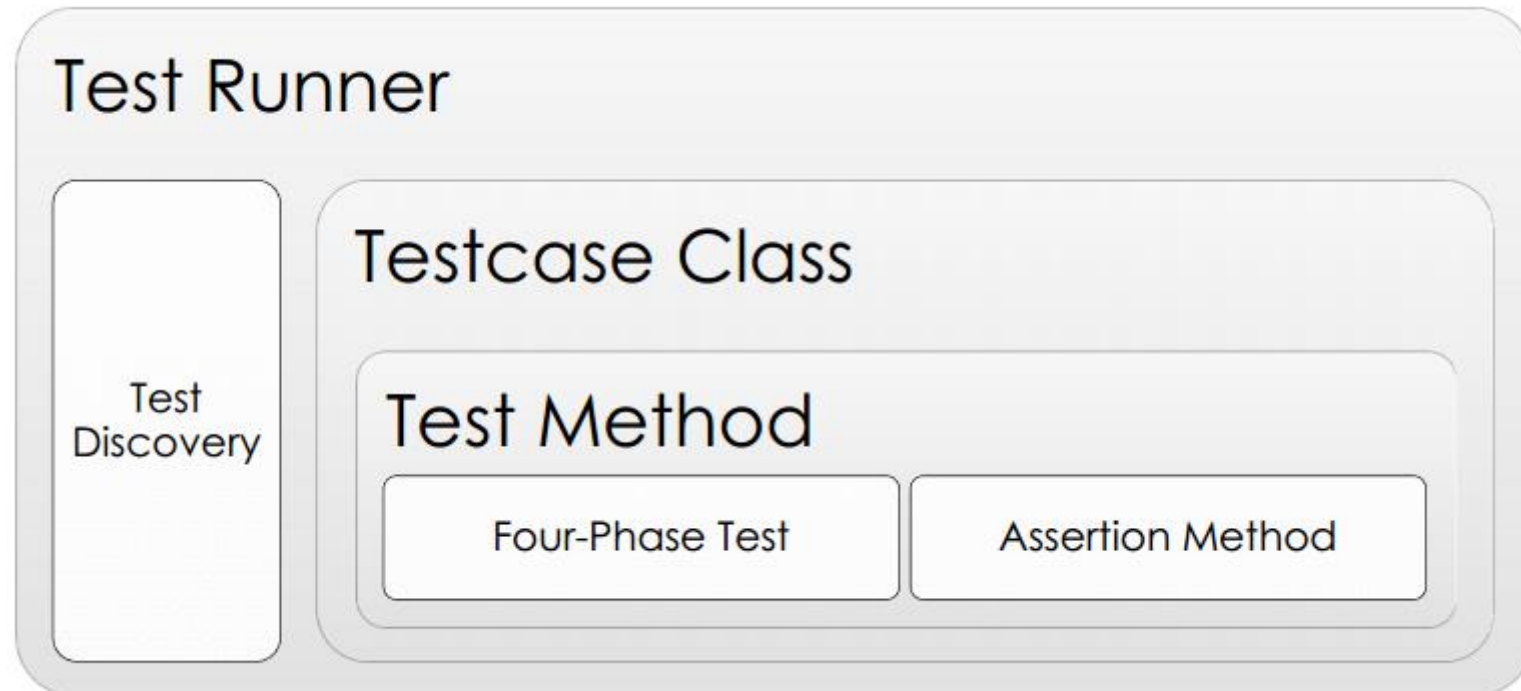 Test Runner
Test
Discovery
Testcase Class
Test Method
Four-Phase Test
Assertion Method